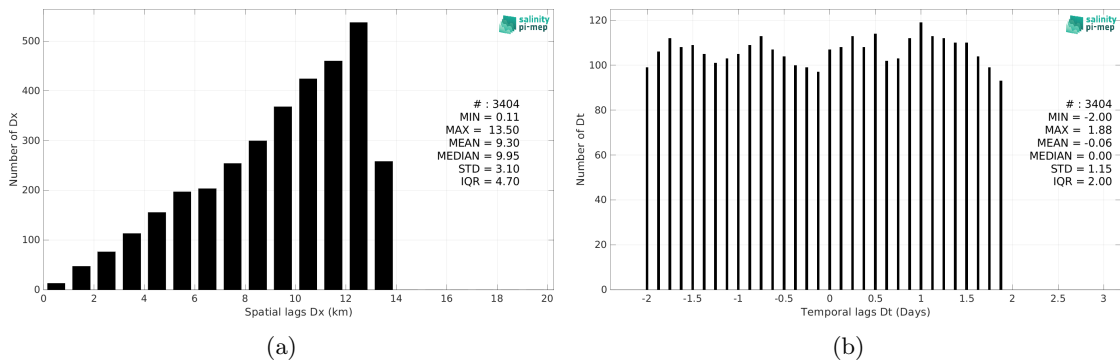 salinity
pi-mep
500
400
300
200
100
0
Number of Dx
# : 3404
MIN = 0.11
MAX = 13.50
MEAN = 9.30
MEDIAN = 9.95
STD = 3.10
IQR = 4.70
0 2 4 6 8 10 12 14 16 18 20
Spatial lags Dx (km)
(a)
salinity
pi-mep
120
100
80
60
40
20
0
Number of Dt
# : 3404
MIN = -2.00
MAX = 1.88
MEAN = -0.06
MEDIAN = 0.00
STD = 1.15
IQR = 2.00
-2 -1.5 -1 -0.5 0 0.5 1 1.5 2 2.5 3
Temporal lags Dt (Days)
(b)